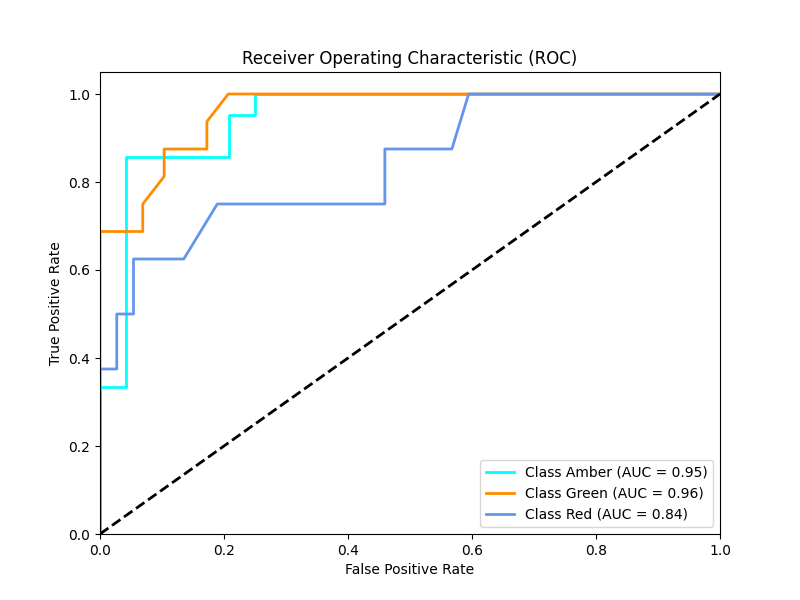 Receiver Operating Characteristic (ROC)
1.0
0.8
0.6
0.4
0.2
0.0
True Positive Rate
Class Amber (AUC = 0.95)
Class Green (AUC = 0.96)
Class Red (AUC = 0.84)
0.0 0.2 0.4 0.6 0.8 1.0
False Positive Rate